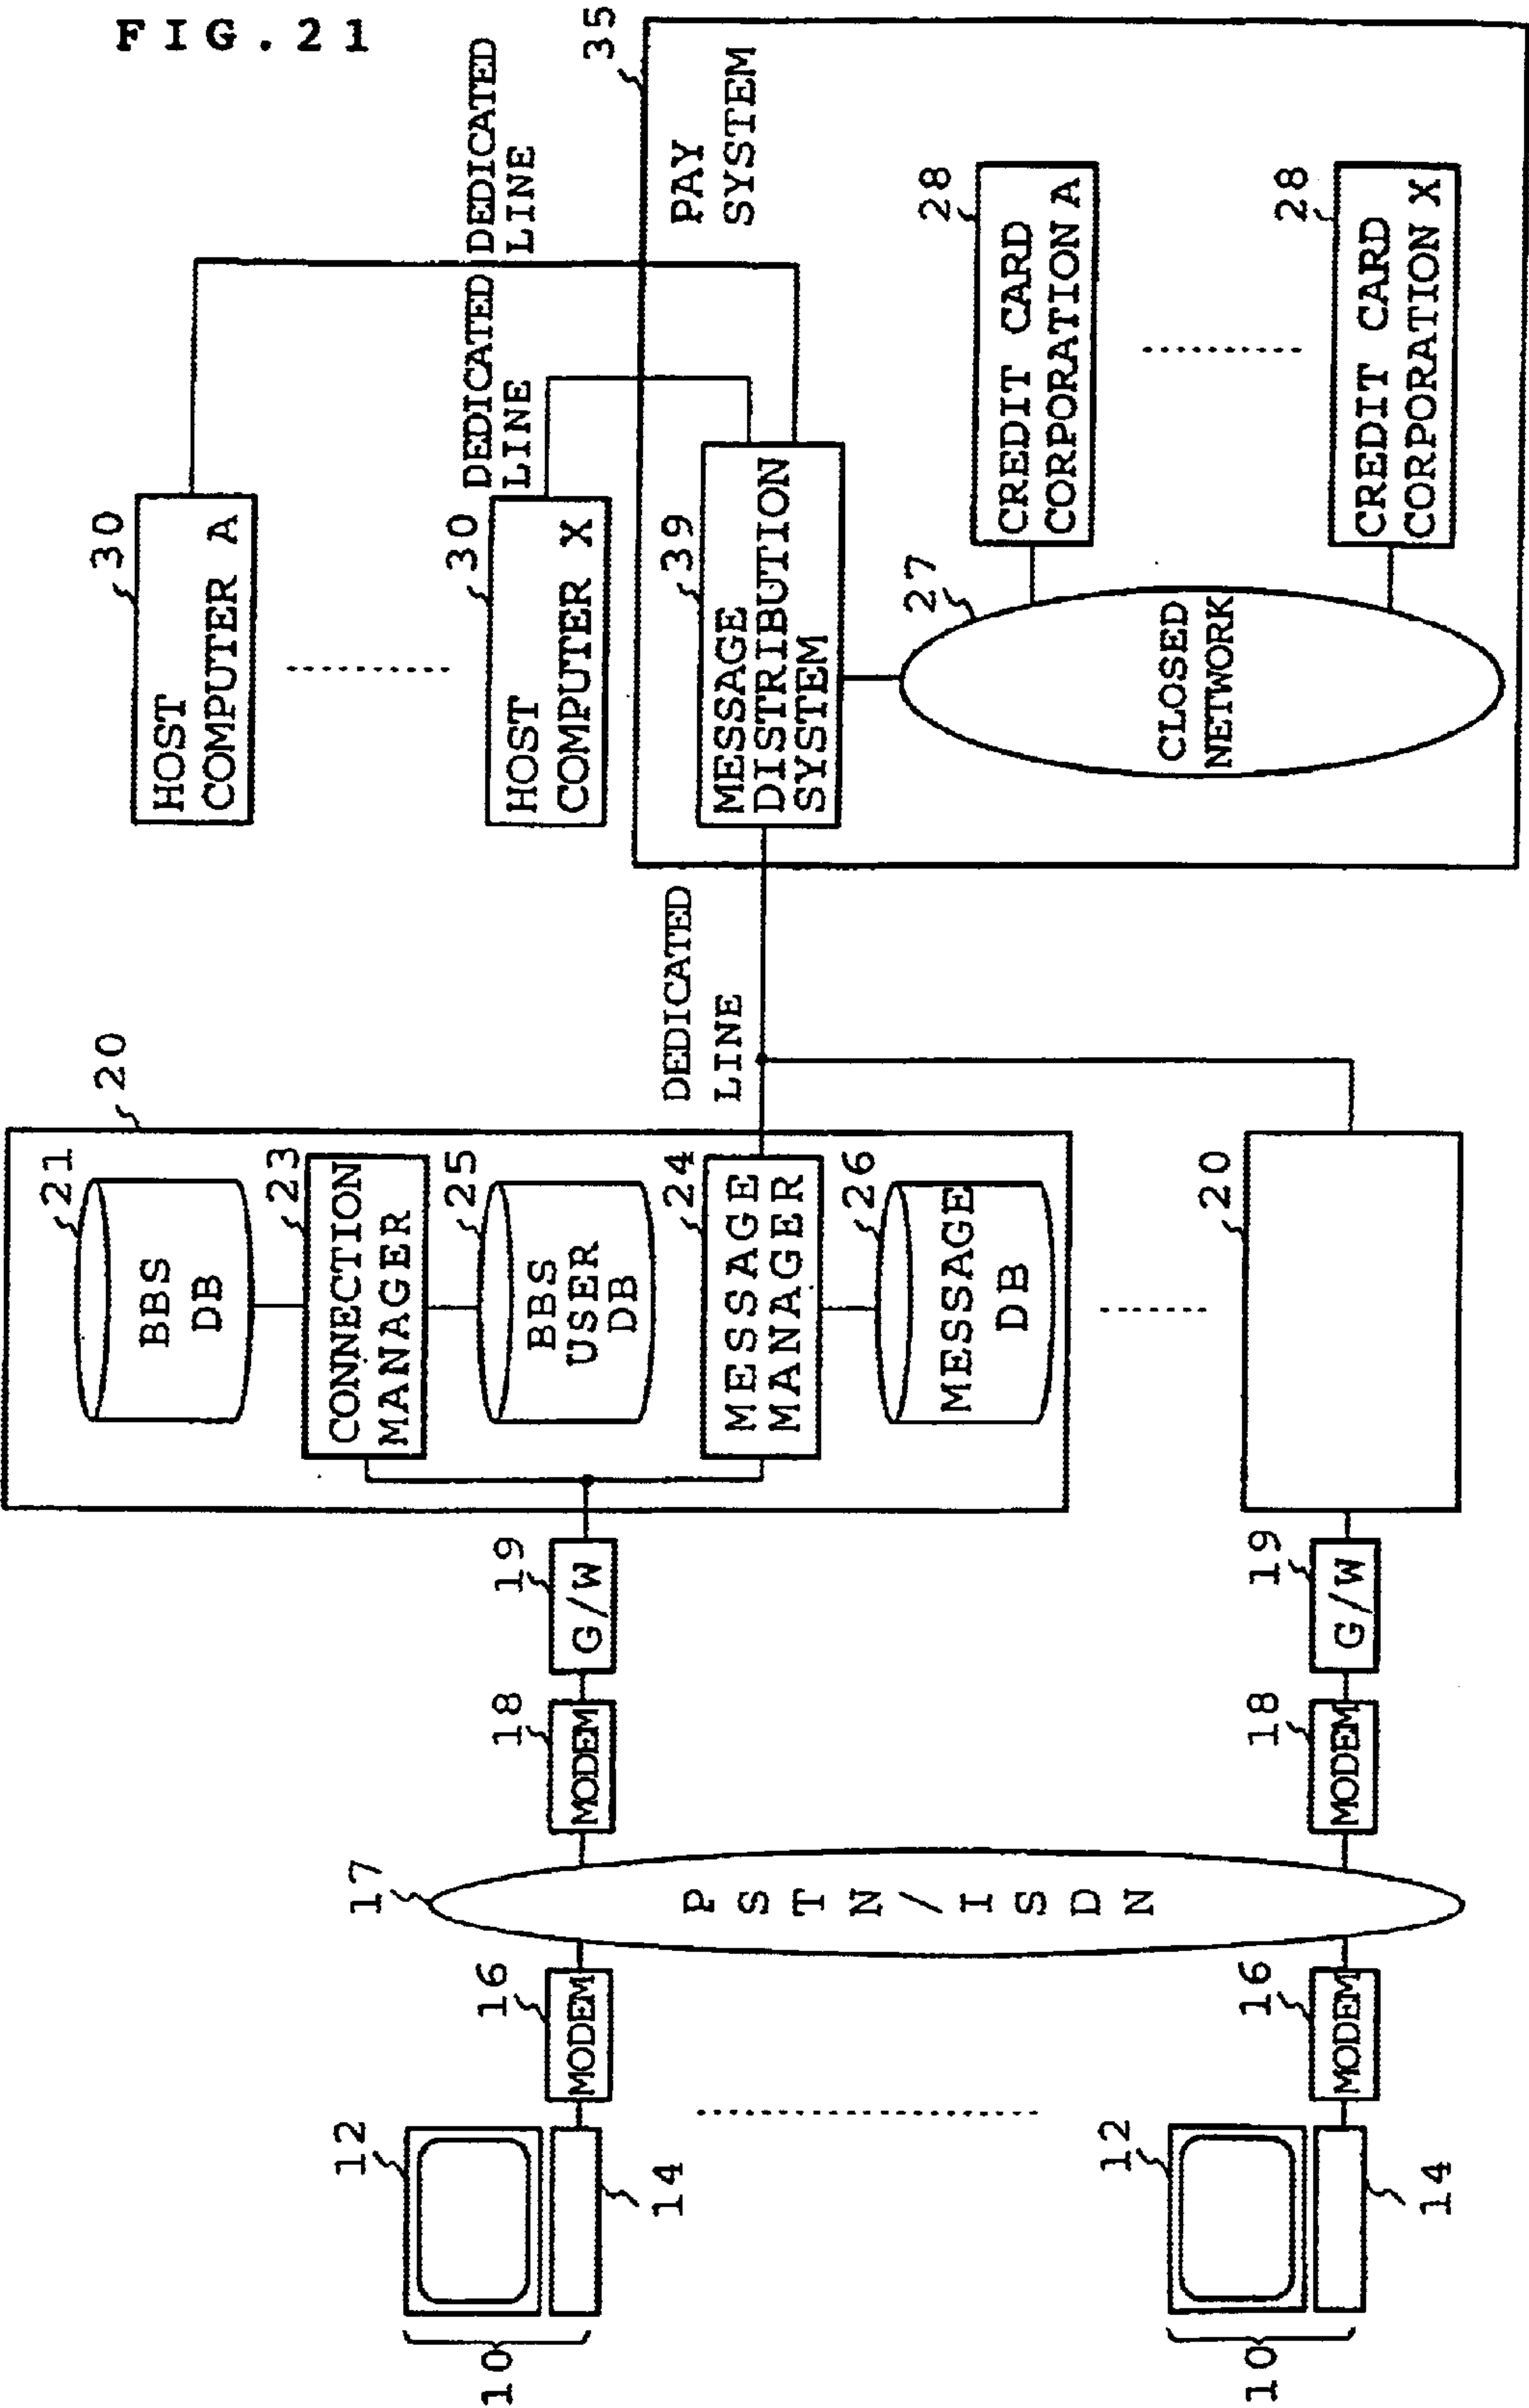 FIG.21
10
12
14
16
MODEM
17
PSTN/ISDN
18
MODEM
19
G/W
20
21
BBS
DB
23
CONNECTION
MANAGER
25
BBS
USER
DB
24
MESSAGE
MANAGER
26
MESSAGE
DB
DEDICATED
LINE
30
HOST
COMPUTER A
DEDICATED
LINE
30
HOST
COMPUTER X
DEDICATED
LINE
35
PAY
SYSTEM
39
MESSAGE
DISTRIBUTION
SYSTEM
27
CLOSED
NETWORK
28
CREDIT CARD
CORPORATION A
28
CREDIT CARD
CORPORATION X
10
12
14
16
MODEM
18
MODEM
19
G/W
20